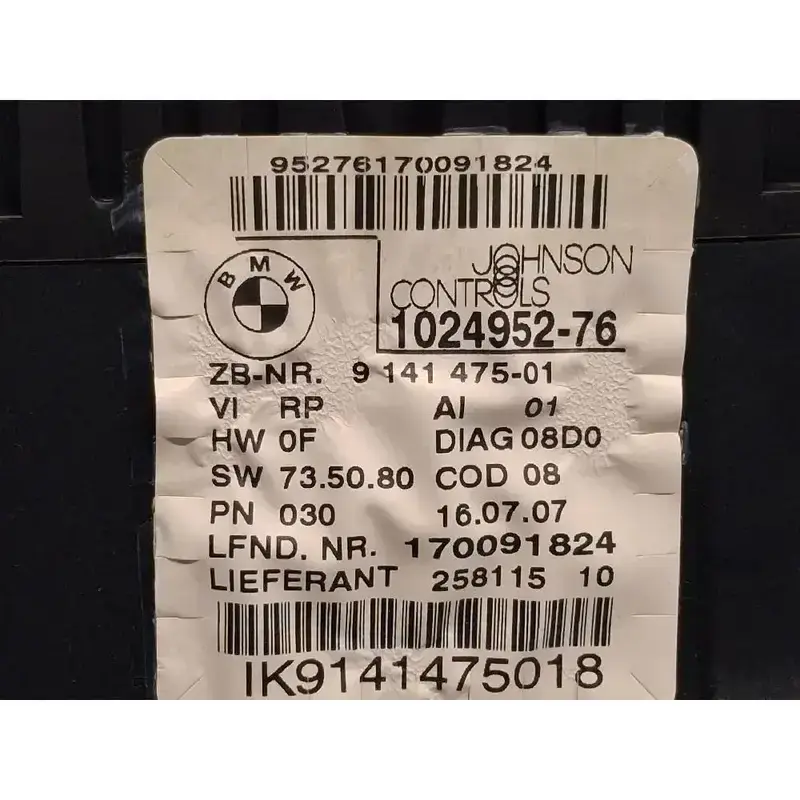 95276170091824
BMW
JOHNSON
CONTROLS
1024952-76
ZB-NR. 9 141 475-01
VI RP AI 01
HW 0F DIAG 08D0
SW 73.50.80 COD 08
PN 030 16.07.07
LFND. NR. 170091824
LIEFERANT 258115 10
IK9141475018